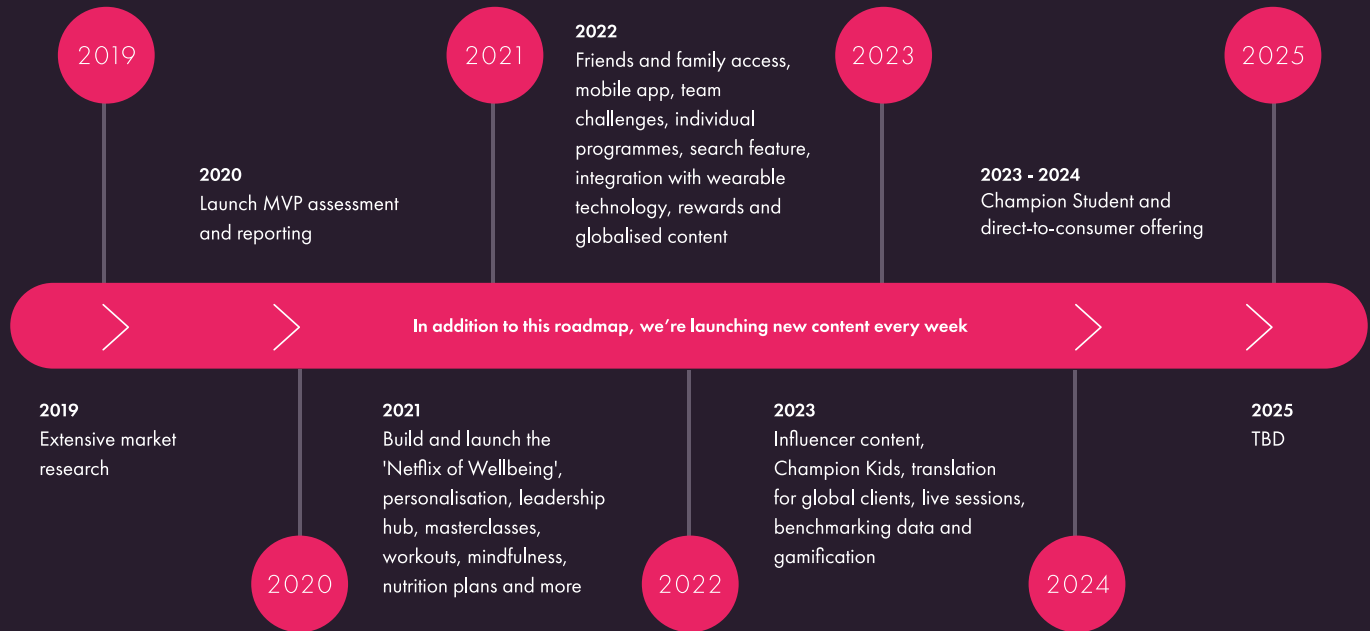 2019
2021
2022
Friends and family access,
mobile app, team
challenges, individual
programmes, search feature,
integration with wearable
technology, rewards and
globalised content
2023
2025
2020
Launch MVP assessment
and reporting
2023 - 2024
Champion Student and
direct-to-consumer offering
In addition to this roadmap, we’re launching new content every week
2019
Extensive market
research
2021
Build and launch the
'Netflix of Wellbeing',
personalisation, leadership
hub, masterclasses,
workouts, mindfulness,
nutrition plans and more
2023
Influencer content,
Champion Kids, translation
for global clients, live sessions,
benchmarking data and
gamification
2025
TBD
2020
2022
2024